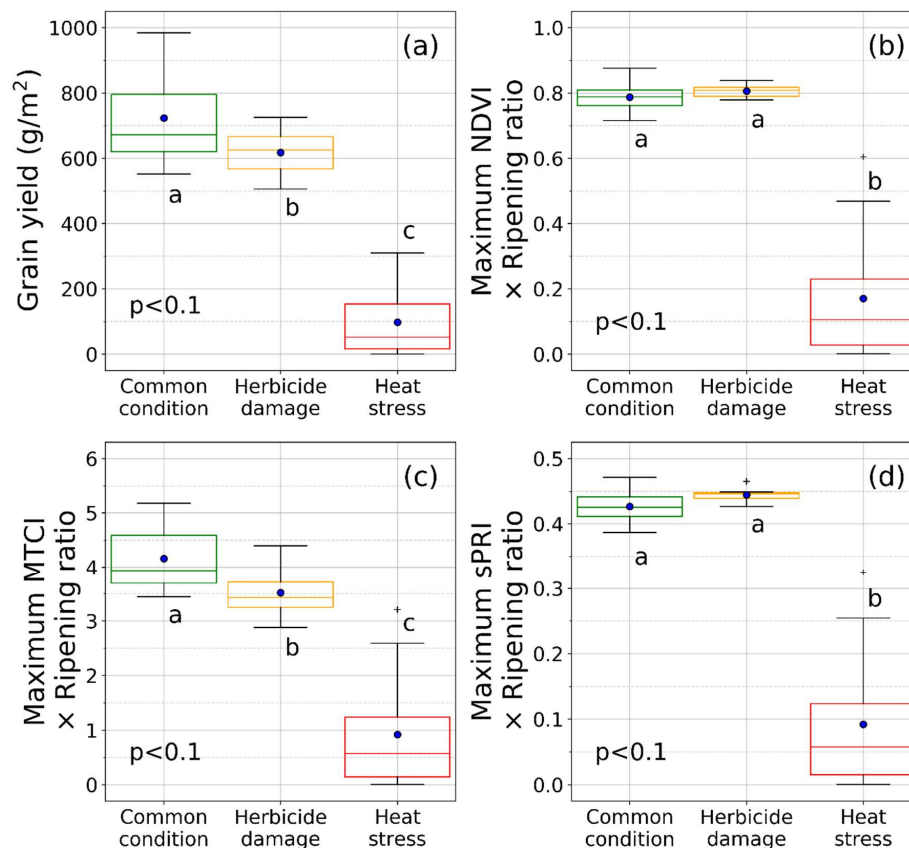 (a)
Grain yield (g/m²)
1000
800
600
400
200
0
a
b
c
p<0.1
Common condition
Herbicide damage
Heat stress
(b)
Maximum NDVI
× Ripening ratio
1.0
0.8
0.6
0.4
0.2
0.0
a
a
b
p<0.1
Common condition
Herbicide damage
Heat stress
(c)
Maximum MTCI
× Ripening ratio
6
5
4
3
2
1
0
a
b
c
p<0.1
Common condition
Herbicide damage
Heat stress
(d)
Maximum sPRI
× Ripening ratio
0.5
0.4
0.3
0.2
0.1
0.0
a
a
b
p<0.1
Common condition
Herbicide damage
Heat stress